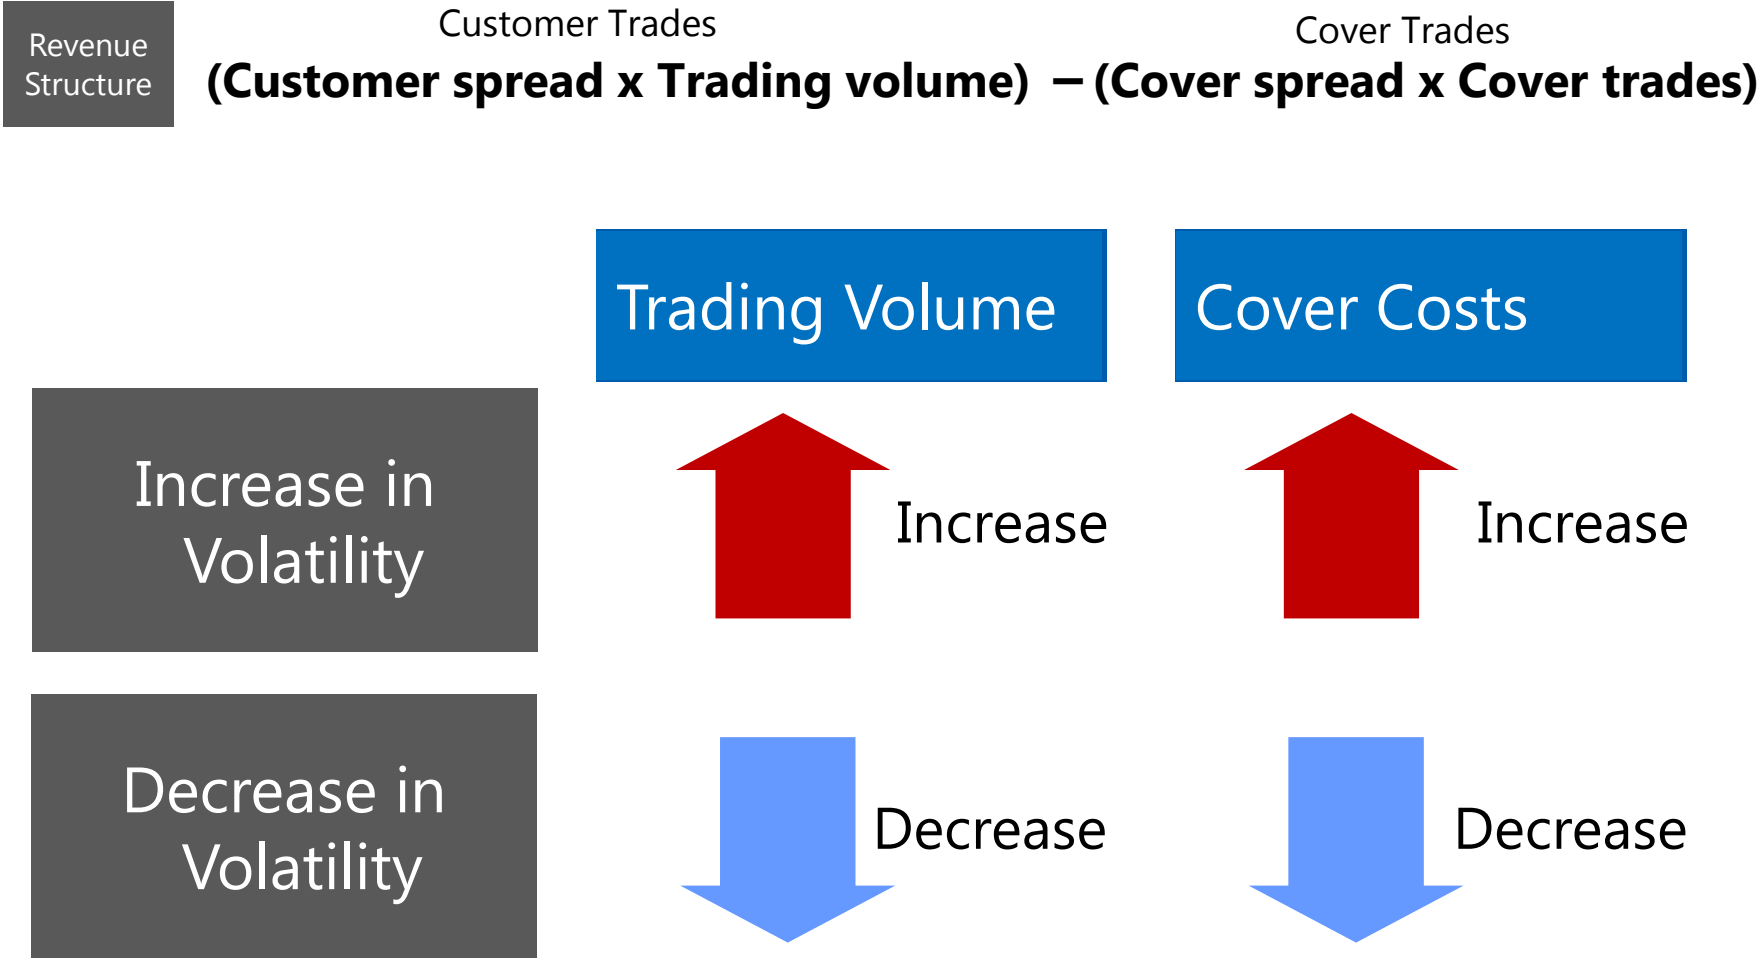 Revenue
Structure
Customer Trades
Cover Trades
(Customer spread x Trading volume) − (Cover spread x Cover trades)
Trading Volume
Cover Costs
Increase in
Volatility
Increase
Increase
Decrease in
Volatility
Decrease
Decrease